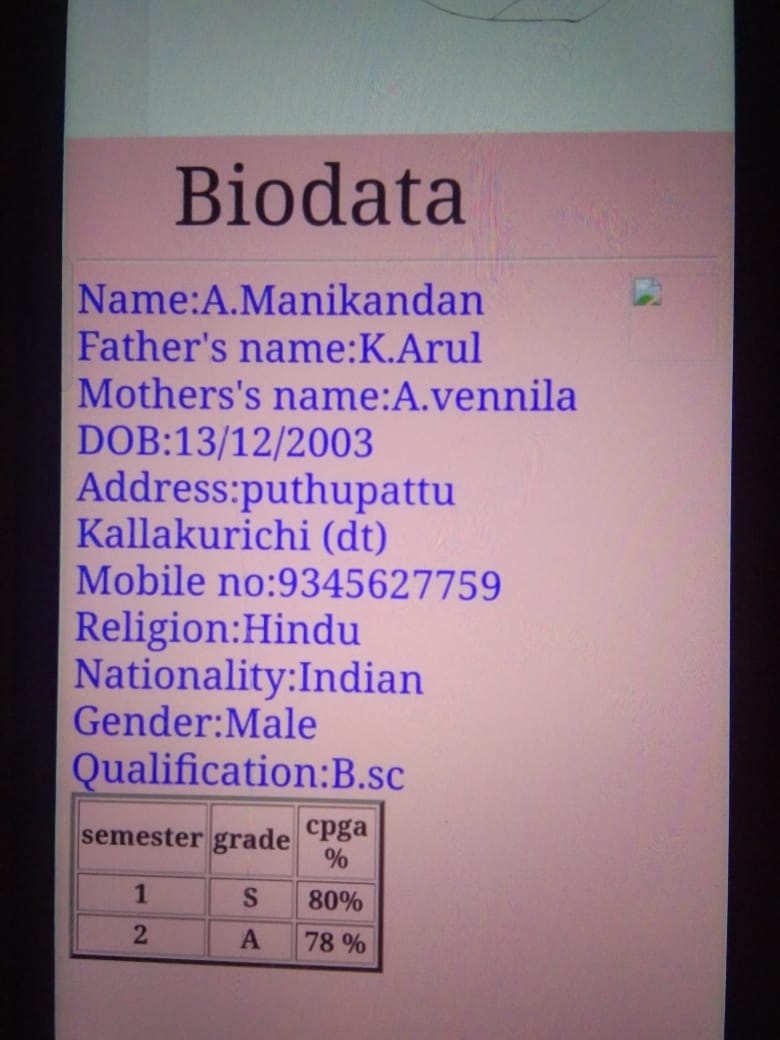 Biodata
Name:A.Manikandan
Father's name:K.Arul
Mothers's name:A.vennila
DOB:13/12/2003
Address:puthupattu
Kallakurichi (dt)
Mobile no:9345627759
Religion:Hindu
Nationality:Indian
Gender:Male
Qualification:B.sc
semester grade cpga
%
1 S 80%
2 A 78 %